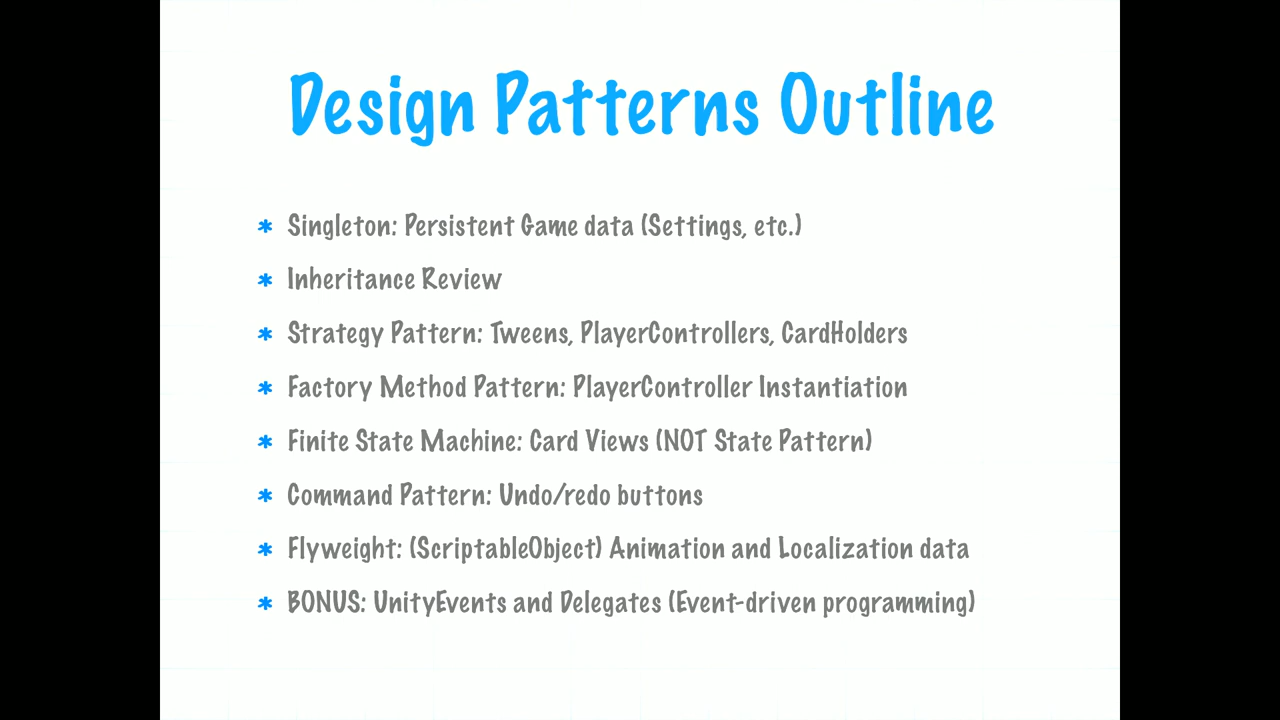 Design Patterns Outline
* Singleton: Persistent Game data (Settings, etc.)
* Inheritance Review
* Strategy Pattern: Tweens, PlayerControllers, CardHolders
* Factory Method Pattern: PlayerController Instantiation
* Finite State Machine: Card Views (NOT State Pattern)
* Command Pattern: Undo/redo buttons
* Flyweight: (ScriptableObject) Animation and Localization data
* BONUS: UnityEvents and Delegates (Event-driven programming)